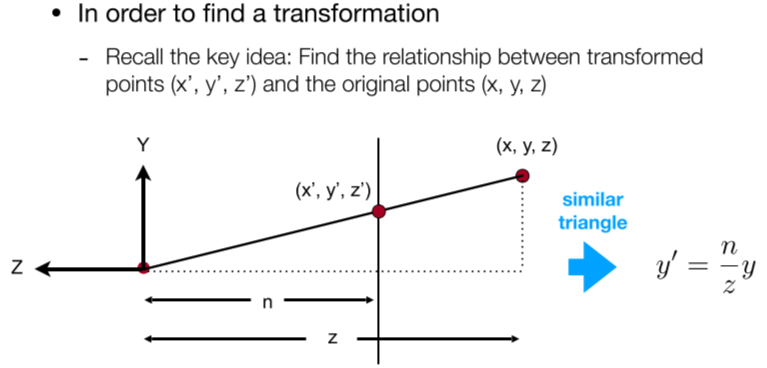 • In order to find a transformation
- Recall the key idea: Find the relationship between transformed
points (x’, y’, z’) and the original points (x, y, z)
Y
(x, y, z)
(x’, y’, z’)
similar
triangle
Z
y′ = n/z y
n
z